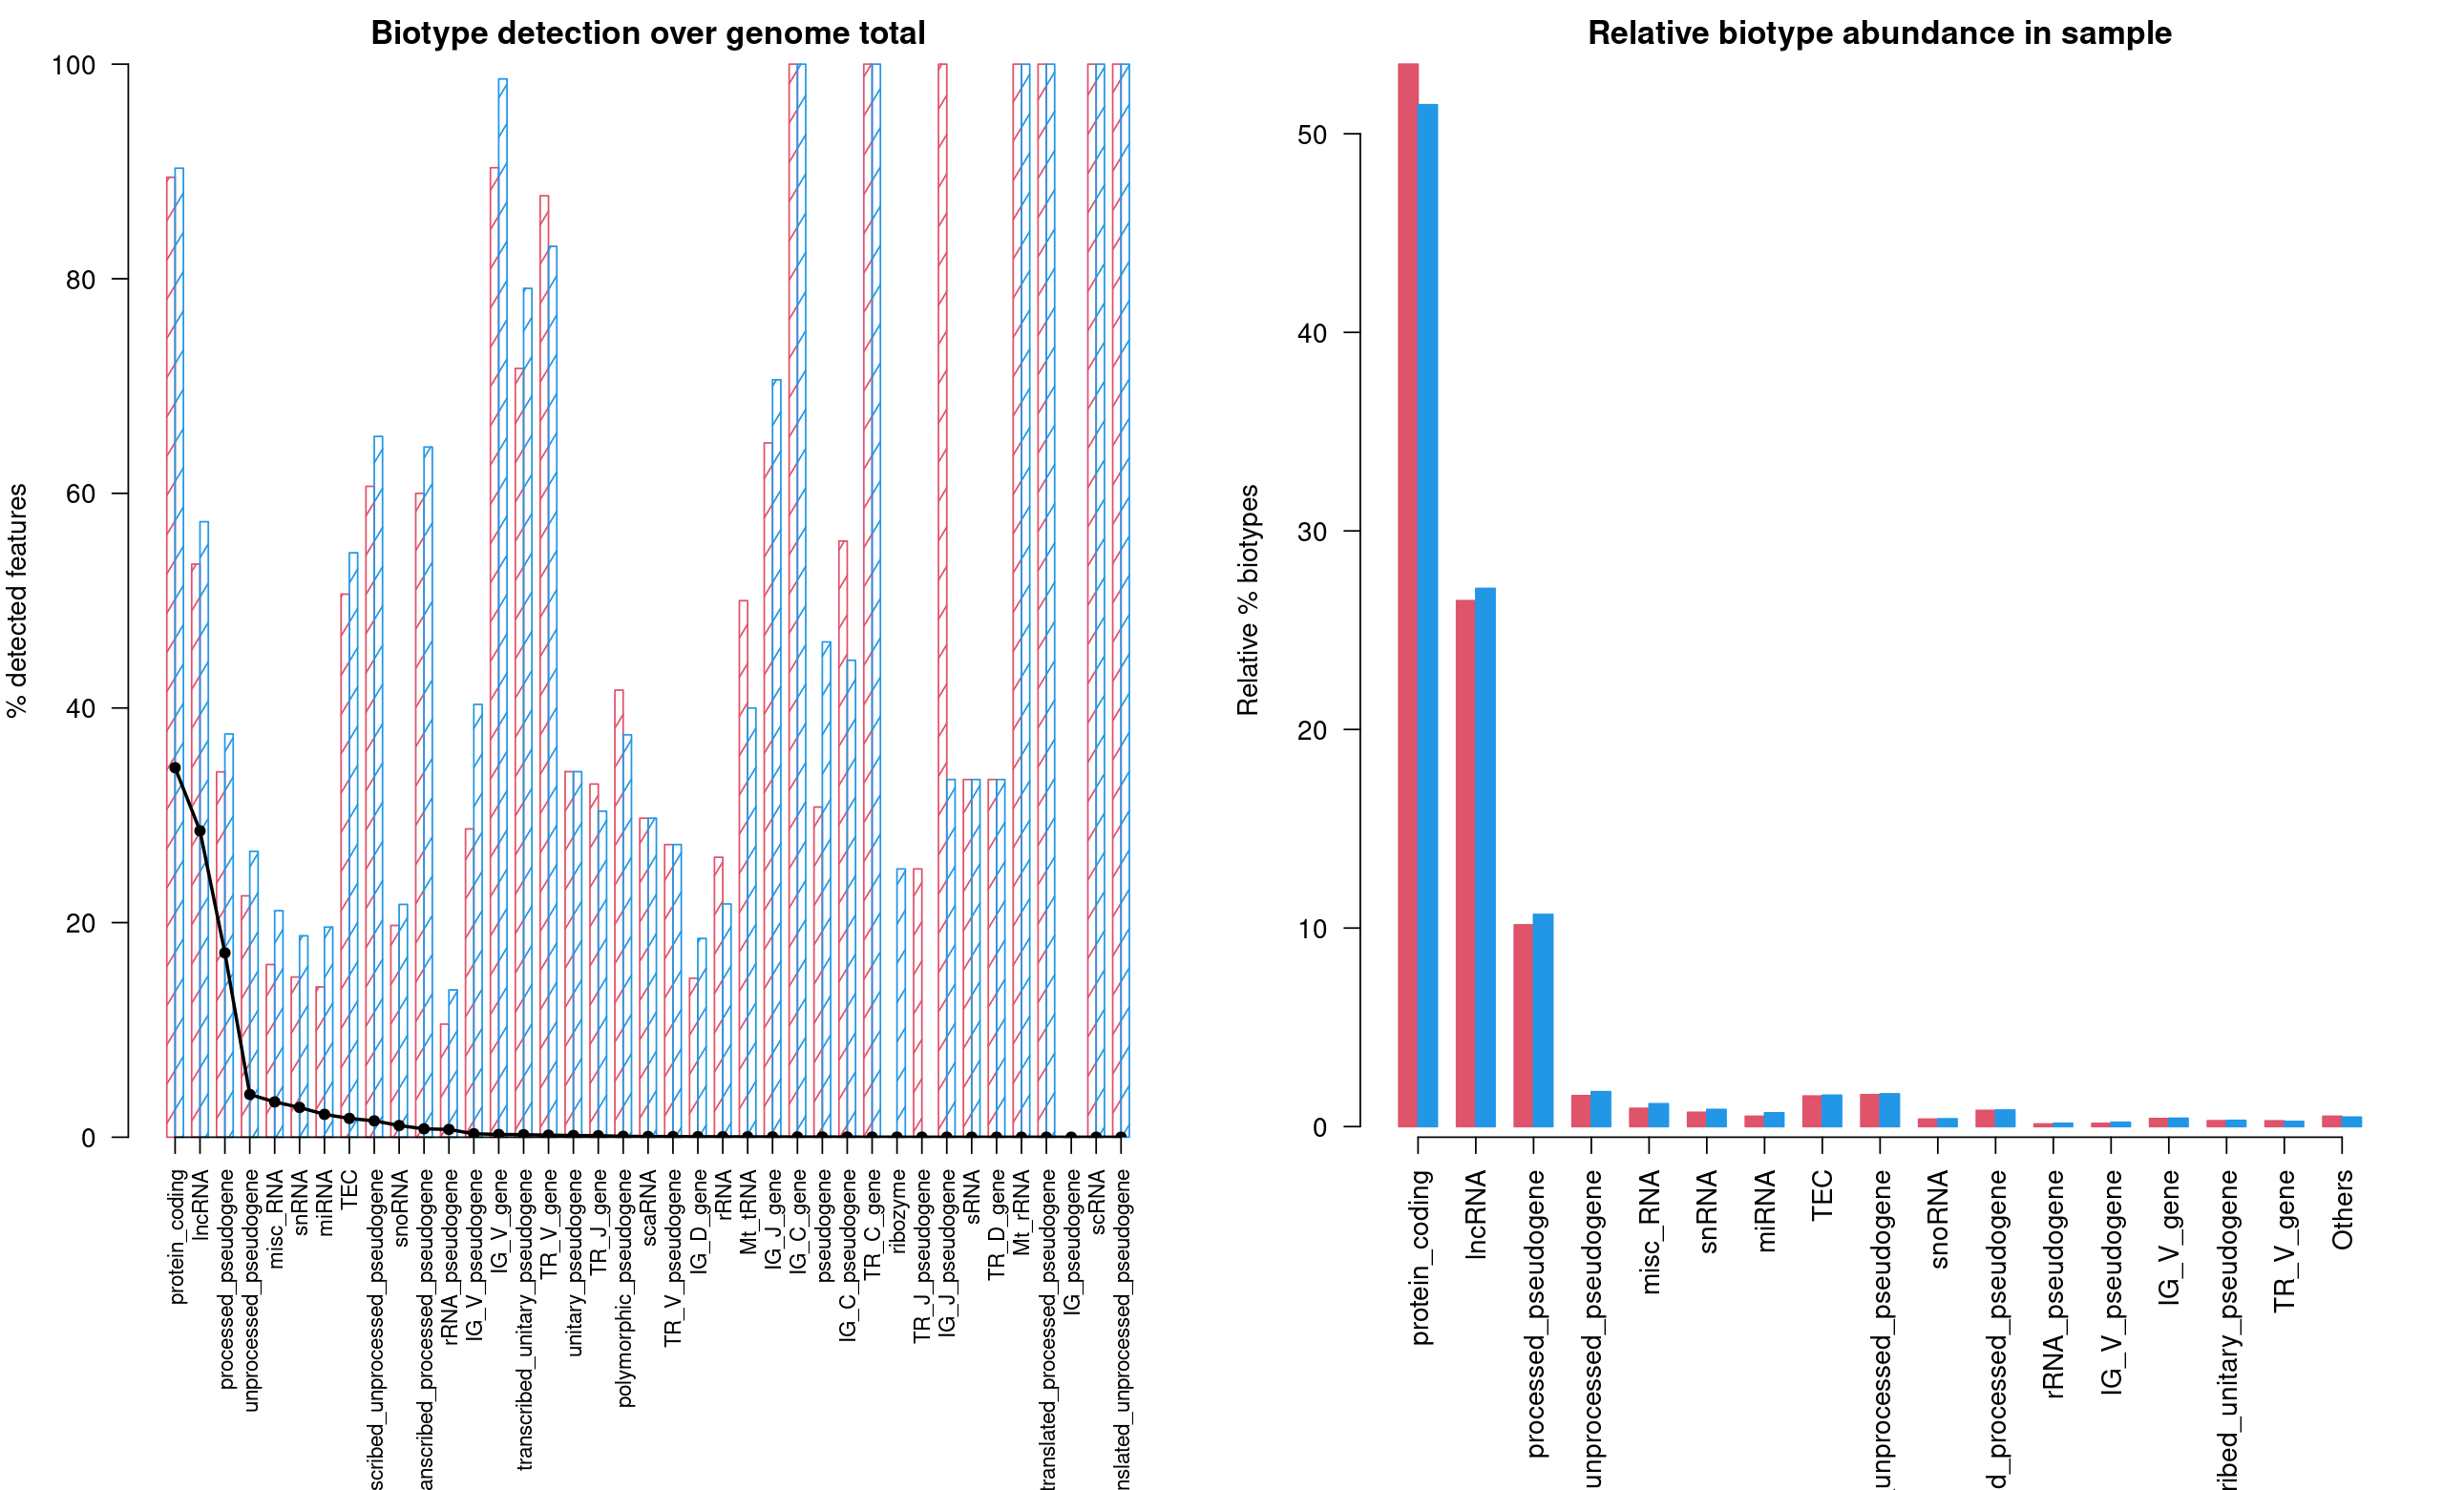 Biotype detection over genome total
% detected features
100
80
60
40
20
0
protein_coding
lncRNA
processed_pseudogene
unprocessed_pseudogene
misc_RNA
snRNA
miRNA
TEC
scribed_unprocessed_pseudogene
snoRNA
anscribed_processed_pseudogene
rRNA_pseudogene
IG_V_pseudogene
IG_V_gene
transcribed_unitary_pseudogene
TR_V_gene
unitary_pseudogene
TR_J_gene
polymorphic_pseudogene
scaRNA
TR_V_pseudogene
IG_D_gene
rRNA
Mt_tRNA
IG_J_gene
IG_C_gene
pseudogene
IG_C_pseudogene
TR_C_gene
ribozyme
TR_J_pseudogene
IG_J_pseudogene
sRNA
TR_D_gene
Mt_rRNA
translated_processed_pseudogene
IG_pseudogene
scRNA
nslated_unprocessed_pseudogene
Relative biotype abundance in sample
Relative % biotypes
50
40
30
20
10
0
protein_coding
lncRNA
processed_pseudogene
unprocessed_pseudogene
misc_RNA
snRNA
miRNA
TEC
_unprocessed_pseudogene
snoRNA
d_processed_pseudogene
rRNA_pseudogene
IG_V_pseudogene
IG_V_gene
ribed_unitary_pseudogene
TR_V_gene
Others